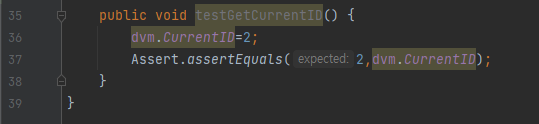 35 public void testGetCurrentID() {
36 dvm.CurrentID=2;
37 Assert.assertEquals( expected: 2,dvm.CurrentID);
38 }
39 }